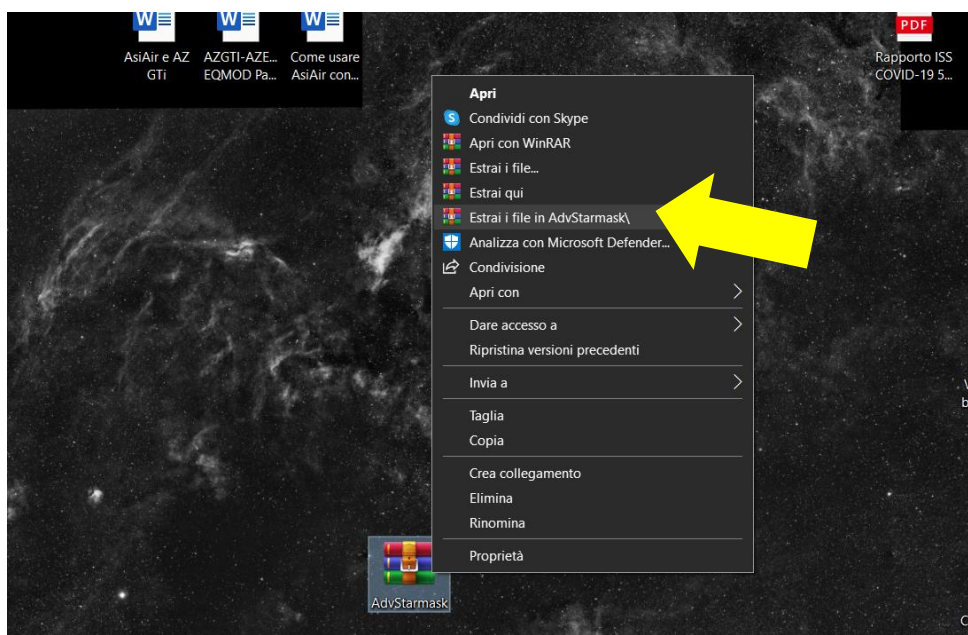 W
W
W
PDF
AsiAir e AZ
GTi
AZGTI-AZE...
EQMOD Pa...
Come usare
AsiAir con...
Rapporto ISS
COVID-19 5...
Apri
S
Condividi con Skype
Apri con WinRAR
Estrai i file...
Estrai qui
Estrai i file in AdvStarmask\
Analizza con Microsoft Defender...
Condivisione
Apri con
Dare accesso a
Ripristina versioni precedenti
Invia a
Taglia
Copia
Crea collegamento
Elimina
Rinomina
Proprietà
AdvStarmask